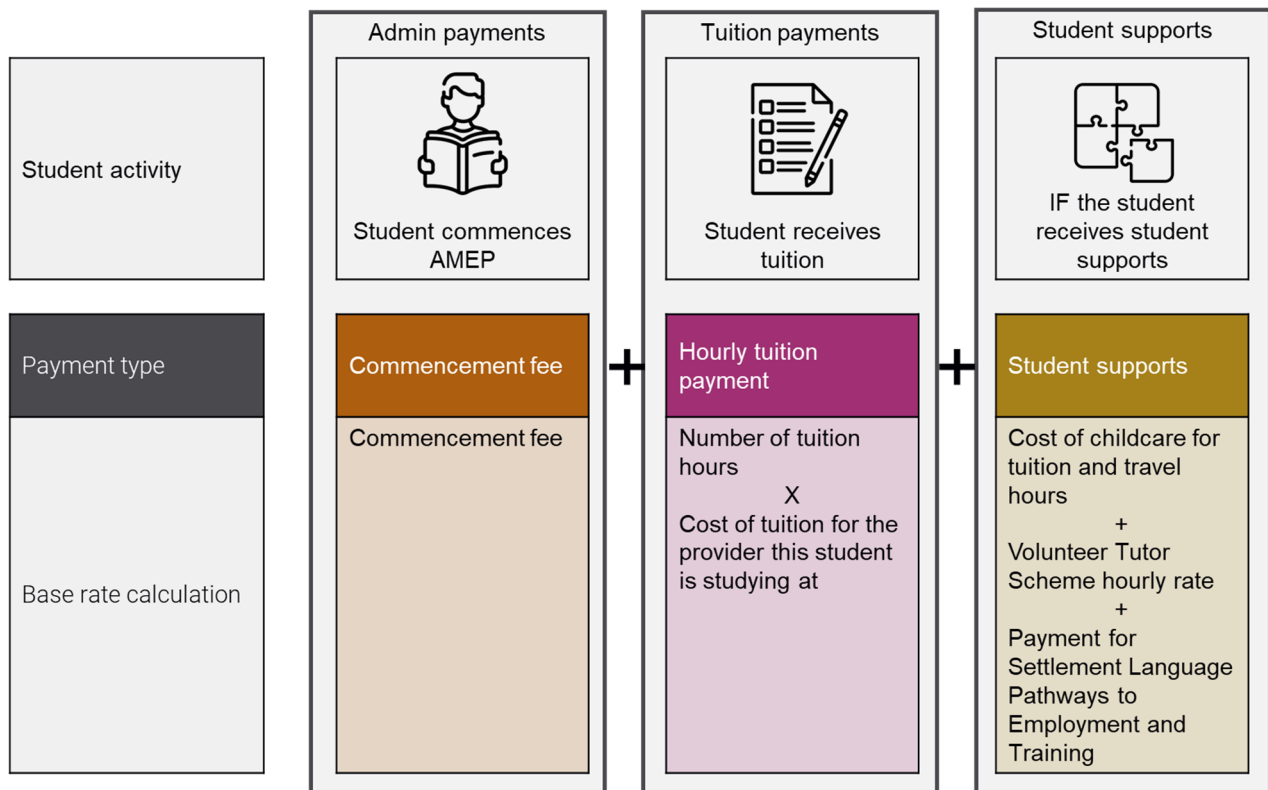 Admin payments
Tuition payments
Student supports
Student activity
Student commences
AMEP
Student receives
tuition
IF the student
receives student
supports
Payment type
Commencement fee
+
Hourly tuition
payment
+
Student supports
Base rate calculation
Commencement fee
Number of tuition
hours
X
Cost of tuition for the
provider this student
is studying at
Cost of childcare for
tuition and travel
hours
+
Volunteer Tutor
Scheme hourly rate
+
Payment for
Settlement Language
Pathways to
Employment and
Training